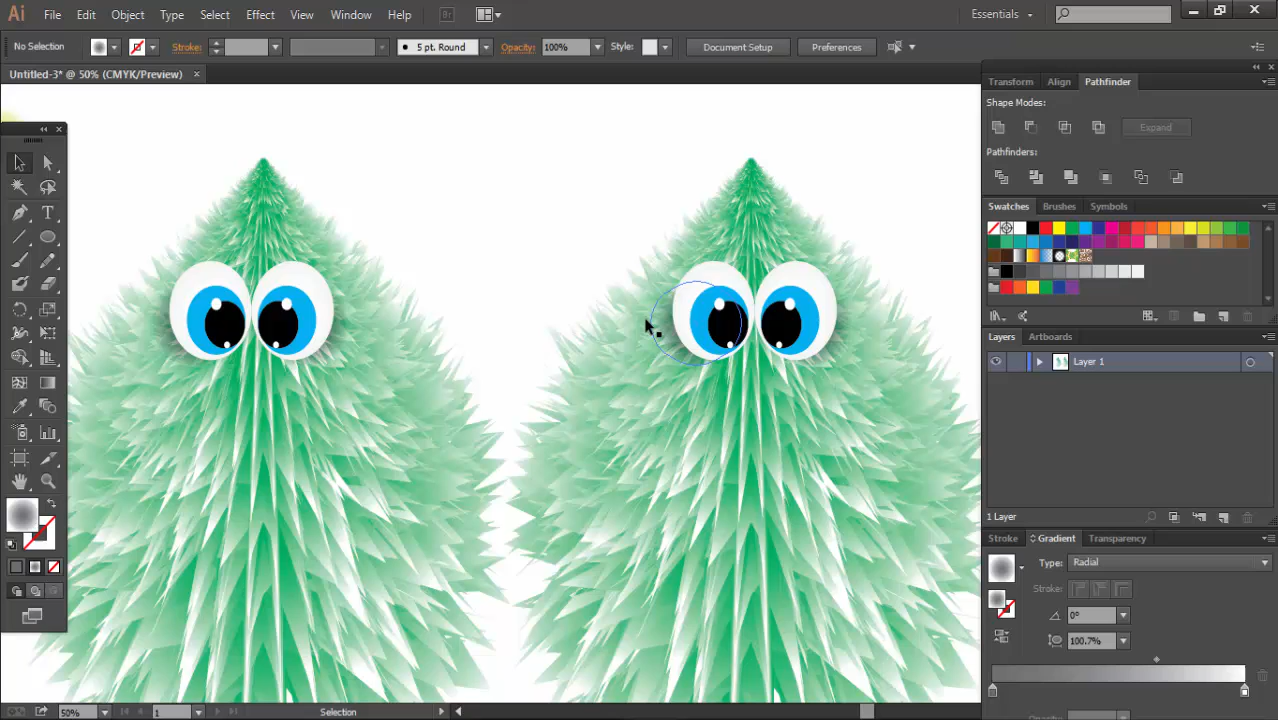 Ai File Edit Object Type Select Effect View Window Help Br Essentials
No Selection Stroke: 5 pt. Round Opacity: 100% Style: Document Setup Preferences
Untitled-3* @ 50% (CMYK/Preview)
Transform Align Pathfinder
Shape Modes:
Expand
Pathfinders:
Swatches Brushes Symbols
Layers Artboards
Layer 1
1 Layer
Stroke Gradient Transparency
Type: Radial
Stroke:
0°
100.7%
50% 1 Selection